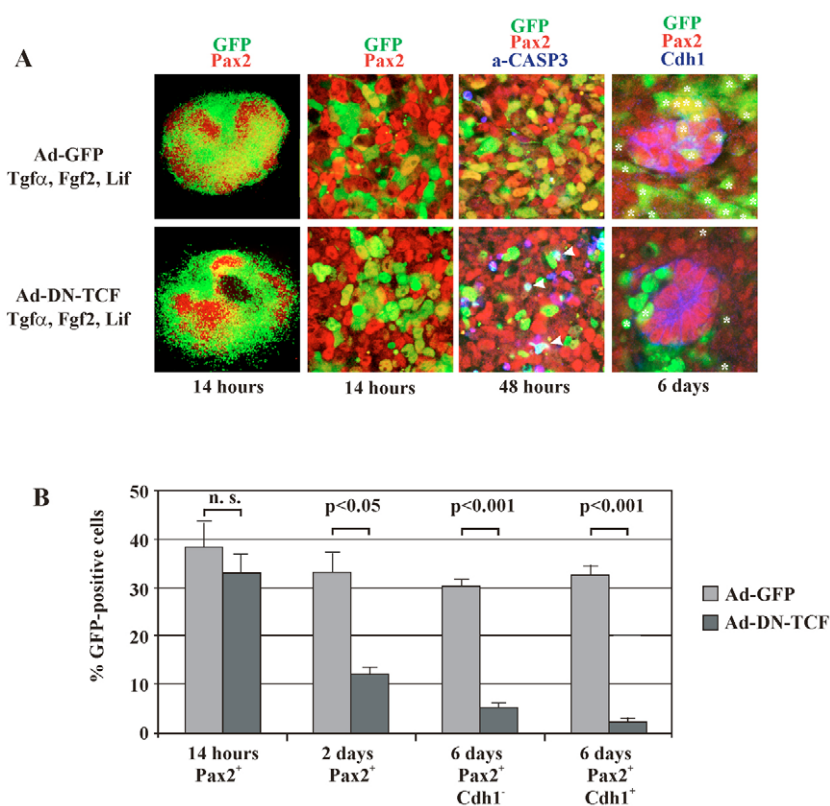 A
GFP
Pax2
GFP
Pax2
GFP
Pax2
a-CASP3
GFP
Pax2
Cdh1
Ad-GFP
Tgfα, Fgf2, Lif
Ad-DN-TCF
Tgfα, Fgf2, Lif
14 hours
14 hours
48 hours
6 days
B
% GFP-positive cells
50
40
30
20
10
0
n. s.
p<0.05
p<0.001
p<0.001
Ad-GFP
Ad-DN-TCF
14 hours
Pax2⁺
2 days
Pax2⁺
6 days
Pax2⁺
Cdh1⁻
6 days
Pax2⁺
Cdh1⁺